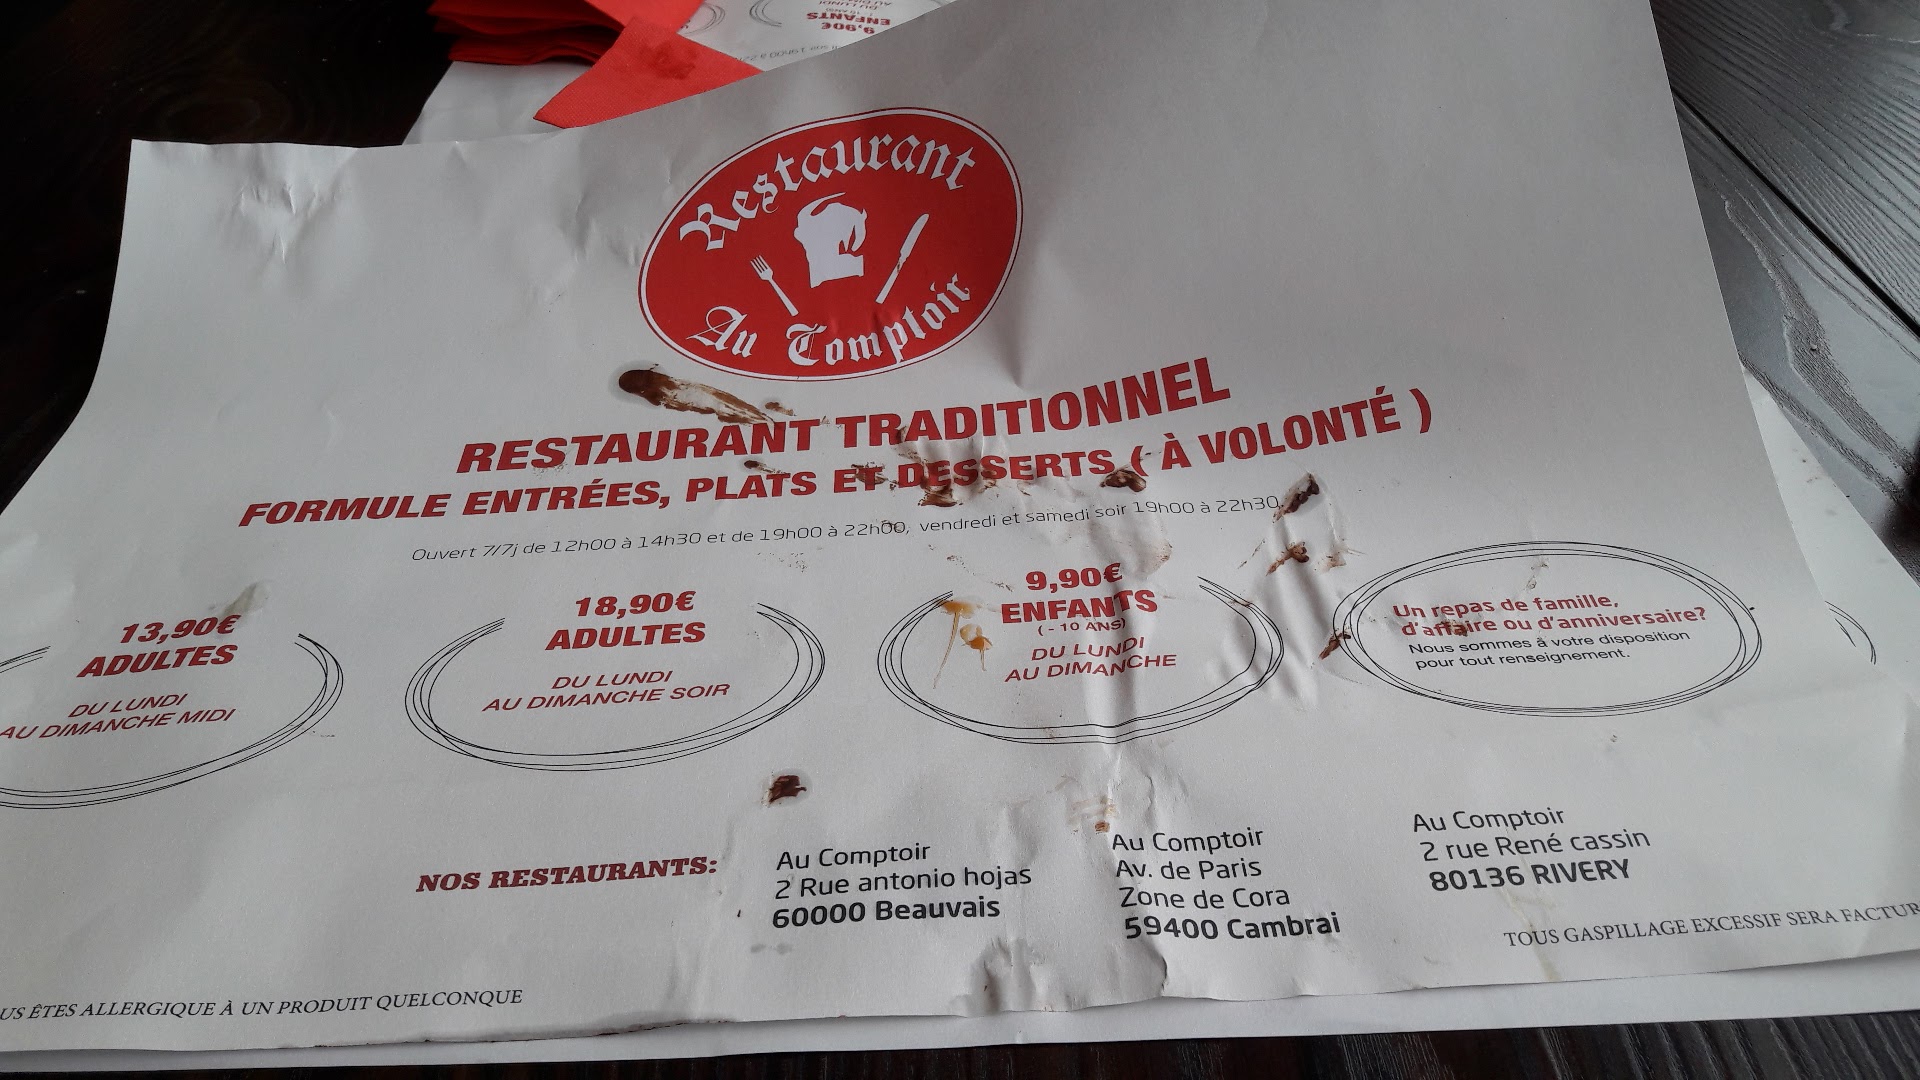 9,90€
ENFANTS
Restaurant
Au Comptoir
RESTAURANT TRADITIONNEL
FORMULE ENTRÉES, PLATS ET DESSERTS ( À VOLONTÉ )
Ouvert 7/7j de 12h00 à 14h30 et de 19h00 à 22h00, vendredi et samedi soir 19h00 à 22h30
13,90€
ADULTES
DU LUNDI
AU DIMANCHE MIDI
18,90€
ADULTES
DU LUNDI
AU DIMANCHE SOIR
9,90€
ENFANTS
( - 10 ANS)
DU LUNDI
AU DIMANCHE
Un repas de famille,
d'affaire ou d'anniversaire?
Nous sommes à votre disposition
pour tout renseignement.
NOS RESTAURANTS:
Au Comptoir
2 Rue antonio hojas
60000 Beauvais
Au Comptoir
Av. de Paris
Zone de Cora
59400 Cambrai
Au Comptoir
2 rue René cassin
80136 RIVERY
TOUS GASPILLAGE EXCESSIF SERA FACTUR
US ÊTES ALLERGIQUE À UN PRODUIT QUELCONQUE